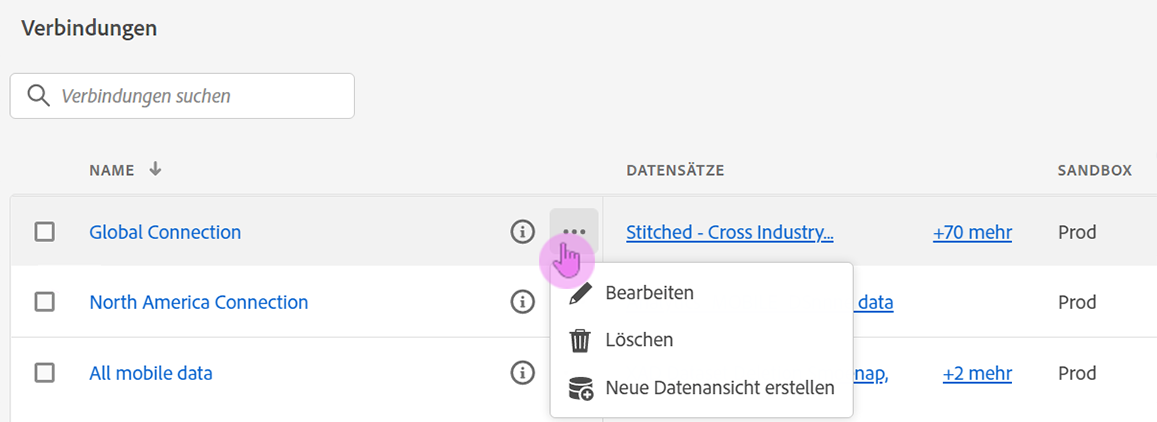 Verbindungen
Verbindungen suchen
NAME DATENSÄTZE SANDBOX
Global Connection Stitched - Cross Industry... +70 mehr Prod
Bearbeiten
North America Connection data Prod
Löschen
All mobile data nap, +2 mehr Prod
Neue Datenansicht erstellen